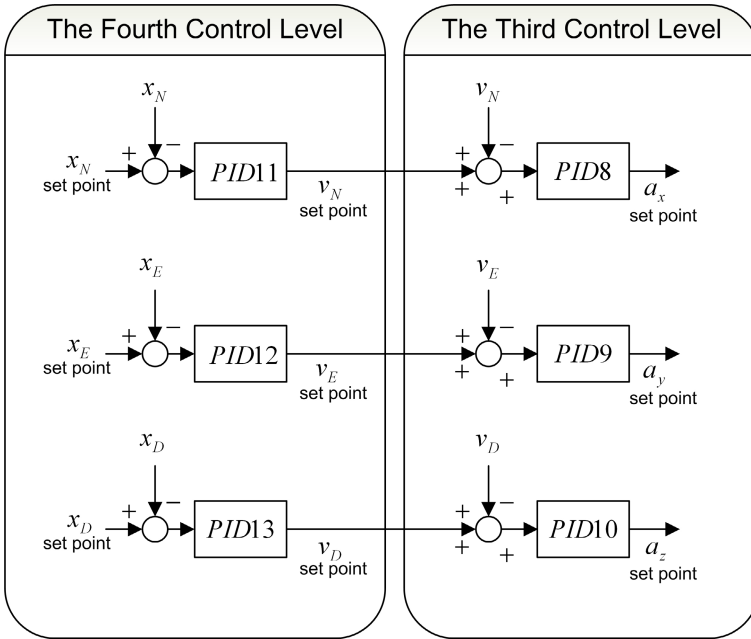 The Fourth Control Level
The Third Control Level
x_N
v_N
+ −
+ −
x_N
set point
PID11
v_N
set point
+ +
PID8
a_x
set point
x_E
v_E
+ −
+ −
x_E
set point
PID12
v_E
set point
+ +
PID9
a_y
set point
x_D
v_D
+ −
+ −
x_D
set point
PID13
v_D
set point
+ +
PID10
a_z
set point